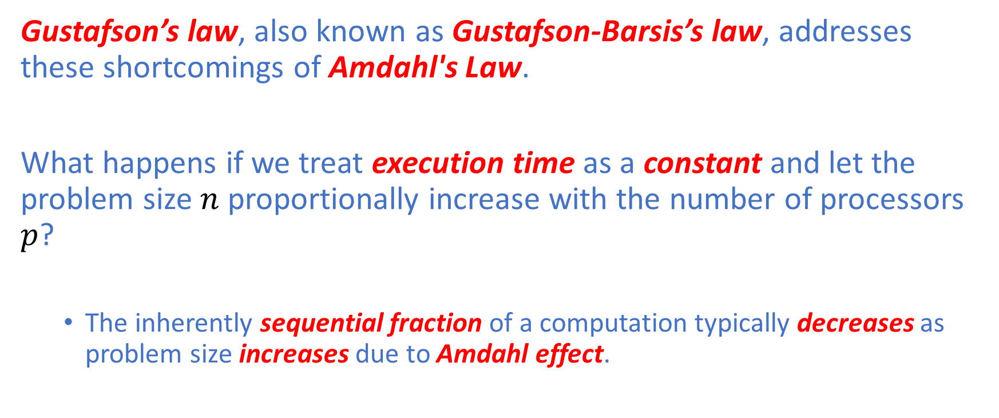 Gustafson’s law, also known as Gustafson-Barsis’s law, addresses
these shortcomings of Amdahl's Law.
What happens if we treat execution time as a constant and let the
problem size n proportionally increase with the number of processors
p?
• The inherently sequential fraction of a computation typically decreases as
problem size increases due to Amdahl effect.